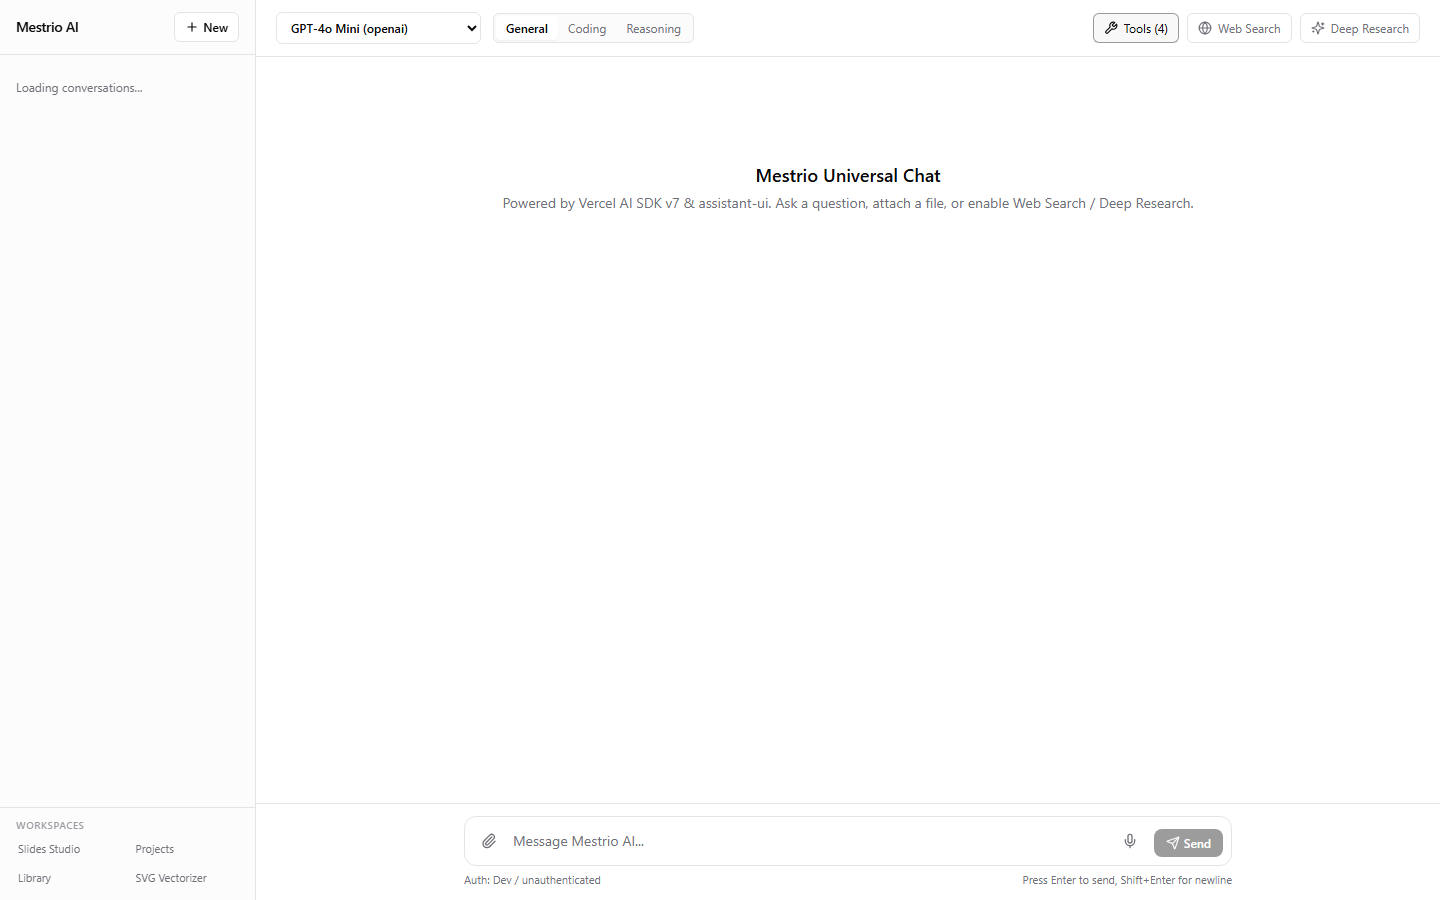 Mestrio AI
New
GPT-4o Mini (openai)
General
Coding
Reasoning
Tools (4)
Web Search
Deep Research
Loading conversations...
Mestrio Universal Chat
Powered by Vercel AI SDK v7 & assistant-ui. Ask a question, attach a file, or enable Web Search / Deep Research.
WORKSPACES
Slides Studio
Projects
Library
SVG Vectorizer
Message Mestrio AI...
Send
Auth: Dev / unauthenticated
Press Enter to send, Shift+Enter for newline